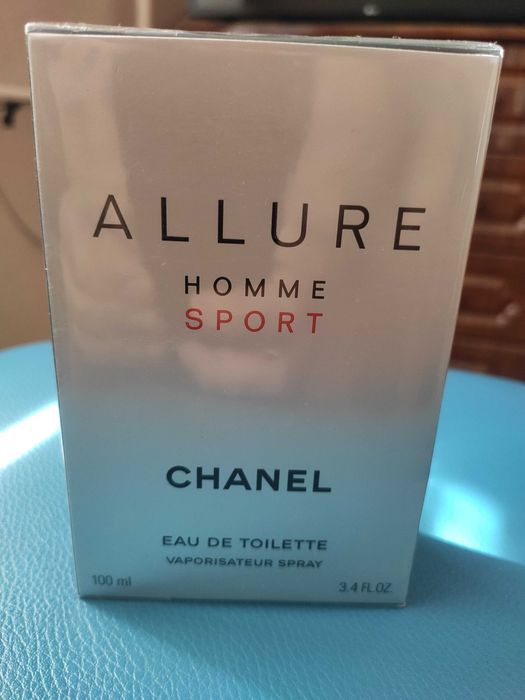 ALLURE
HOMME
SPORT
CHANEL
EAU DE TOILETTE
VAPORISATEUR SPRAY
100 ml 3.4 FL.OZ.